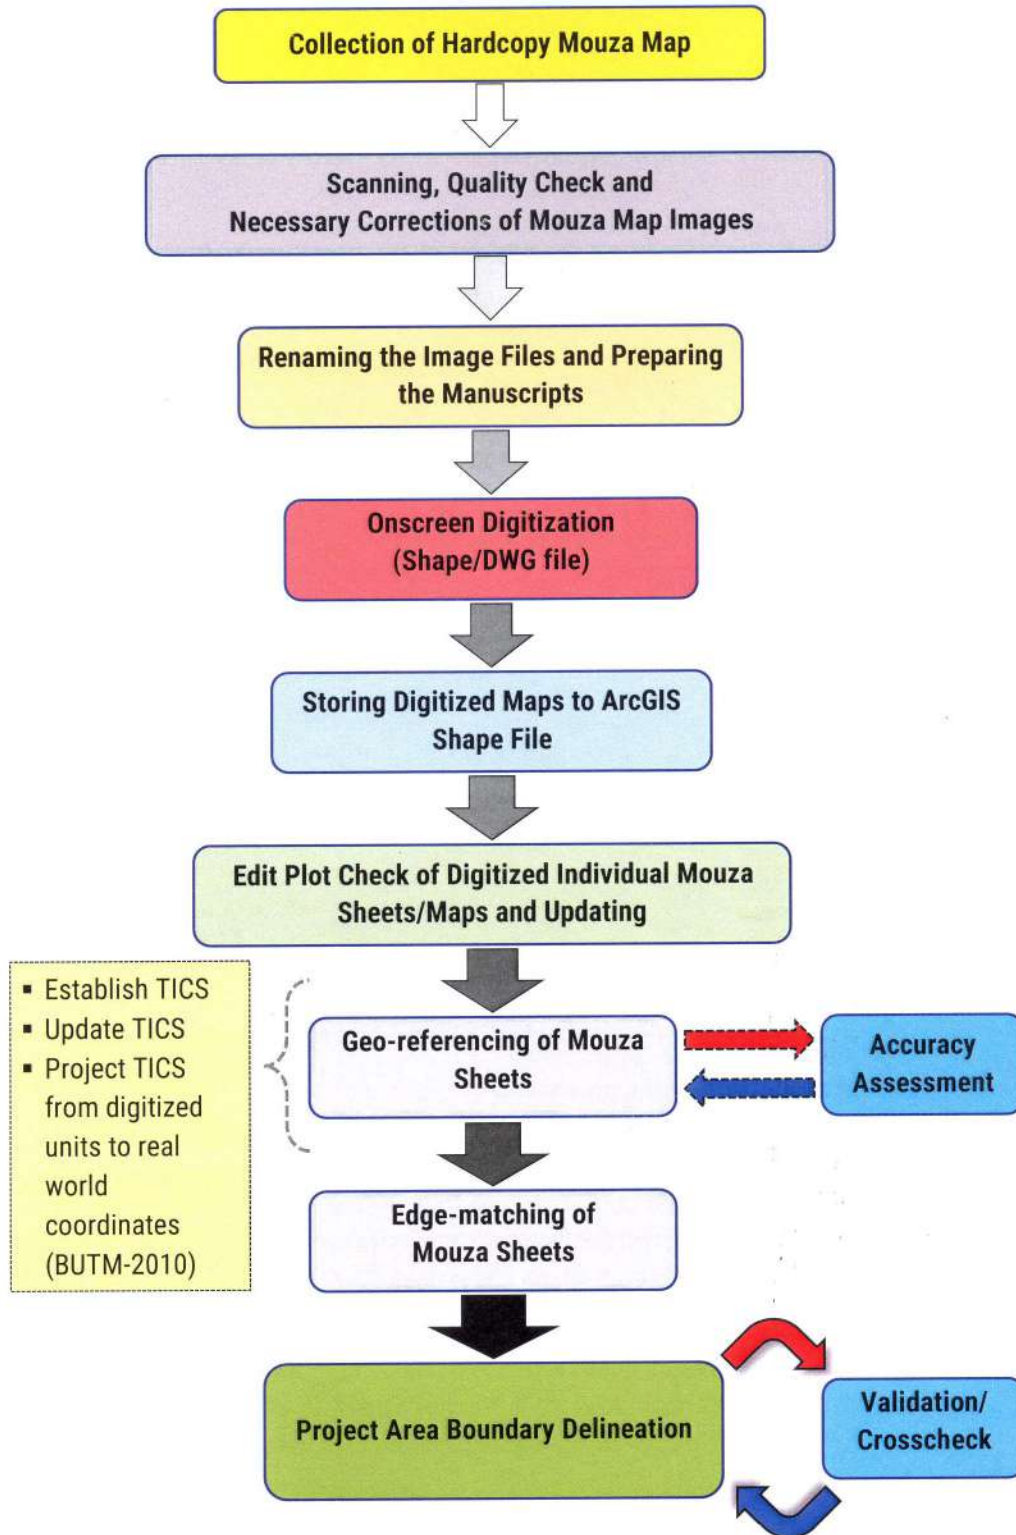 Collection of Hardcopy Mouza Map
Scanning, Quality Check and
Necessary Corrections of Mouza Map Images
Renaming the Image Files and Preparing
the Manuscripts
Onscreen Digitization
(Shape/DWG file)
Storing Digitized Maps to ArcGIS
Shape File
Edit Plot Check of Digitized Individual Mouza
Sheets/Maps and Updating
▪ Establish TICS
▪ Update TICS
▪ Project TICS
from digitized
units to real
world
coordinates
(BUTM-2010)
Geo-referencing of Mouza
Sheets
Accuracy
Assessment
Edge-matching of
Mouza Sheets
Project Area Boundary Delineation
Validation/
Crosscheck